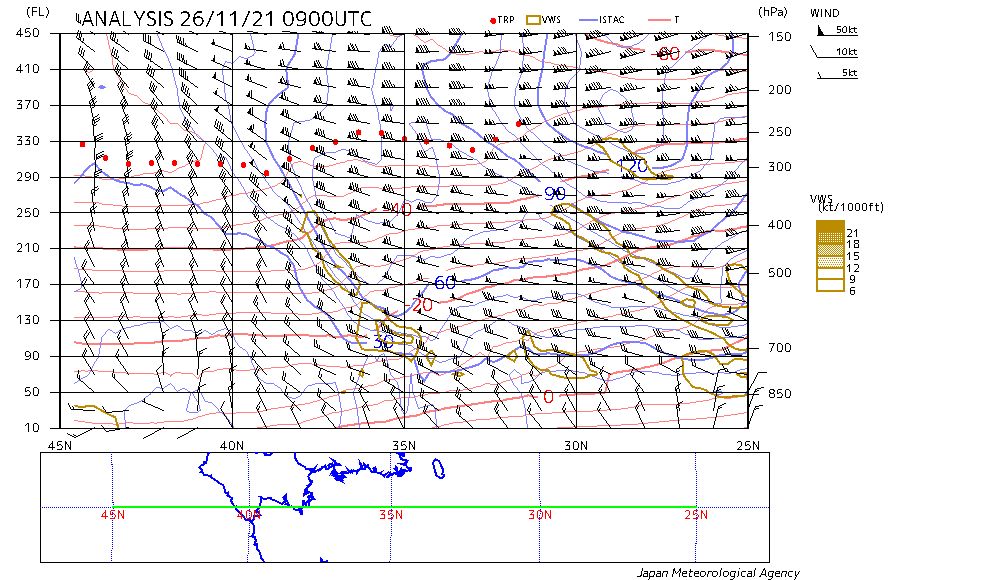 (FL) ANALYSIS 26/11/21 0900UTC TRP VWS ISTAC T (hPa) WIND
450 -60 150 50kt
410 10kt
370 200 5kt
330 250
290 120 300
90
250 -40 400 VWS
(kt/1000ft)
210 21
18
170 60 500 15
-20 12
130 9
30 6
90 700
50 0 850
10
45N 40N 35N 30N 25N
45N 40N 35N 30N 25N
Japan Meteorological Agency